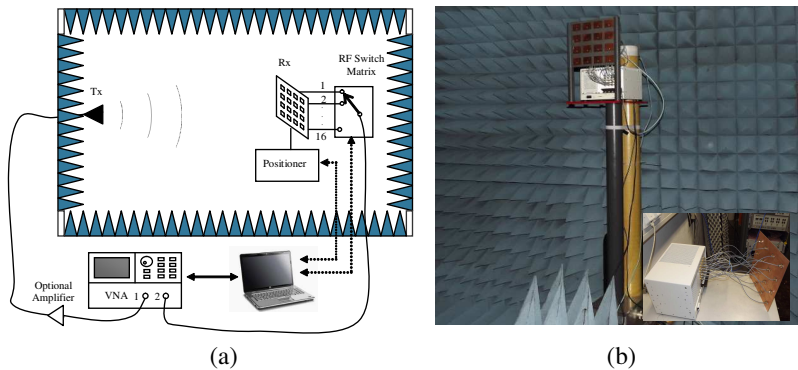 Tx
Rx
RF Switch
Matrix
1
2
16
Positioner
Optional
Amplifier
VNA
1
2
(a)
(b)